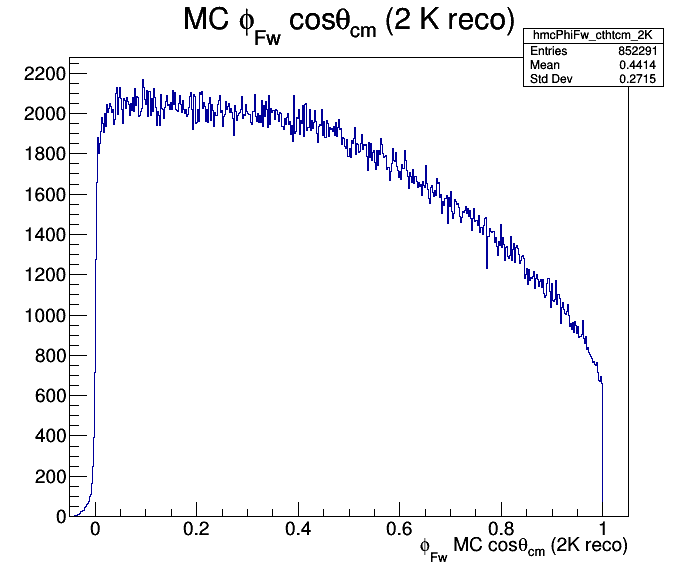 MC ϕFw cosθcm (2 K reco)
hmcPhiFw_cthtcm_2K
Entries 852291
Mean 0.4414
Std Dev 0.2715
2200
2000
1800
1600
1400
1200
1000
800
600
400
200
0
0 0.2 0.4 0.6 0.8 1
ϕFw MC cosθcm (2K reco)